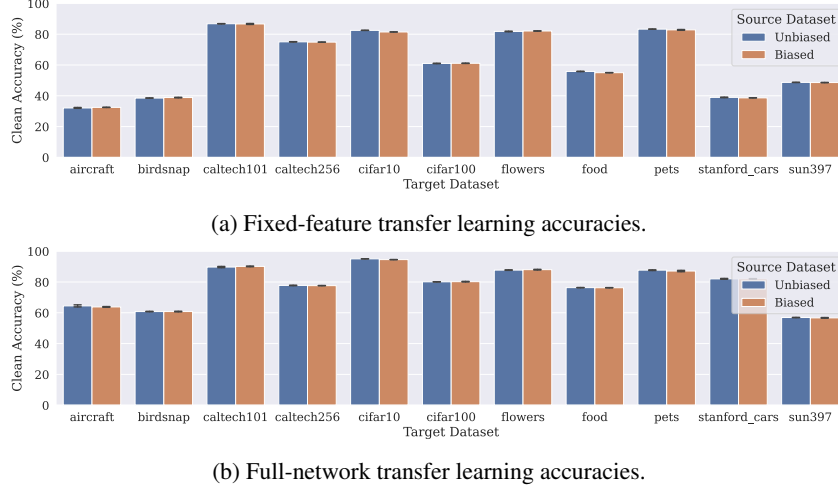 100
80
60
40
20
0
Clean Accuracy (%)
Source Dataset
Unbiased
Biased
aircraft birdsnap caltech101 caltech256 cifar10 cifar100 flowers food pets stanford_cars sun397
Target Dataset
(a) Fixed-feature transfer learning accuracies.
100
80
60
40
20
0
Clean Accuracy (%)
Source Dataset
Unbiased
Biased
aircraft birdsnap caltech101 caltech256 cifar10 cifar100 flowers food pets stanford_cars sun397
Target Dataset
(b) Full-network transfer learning accuracies.